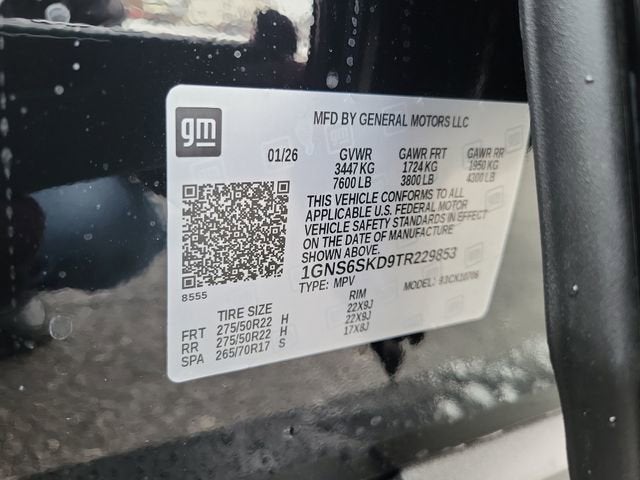 gm
MFD BY GENERAL MOTORS LLC
01/26 GVWR GAWR FRT GAWR RR
3447 KG 1724 KG 1950 KG
7600 LB 3800 LB 4300 LB
THIS VEHICLE CONFORMS TO ALL
APPLICABLE U.S. FEDERAL MOTOR
VEHICLE SAFETY STANDARDS IN EFFECT
ON THE DATE OF MANUFACTURE
1GNS6SKD9TR229853
8555
TYPE: MPV MODEL:
TIRE SIZE RIM
FRT 275/50R22 H 22X9J
RR 275/50R22 H 22X9J
SPA 265/70R17 S 17X8J